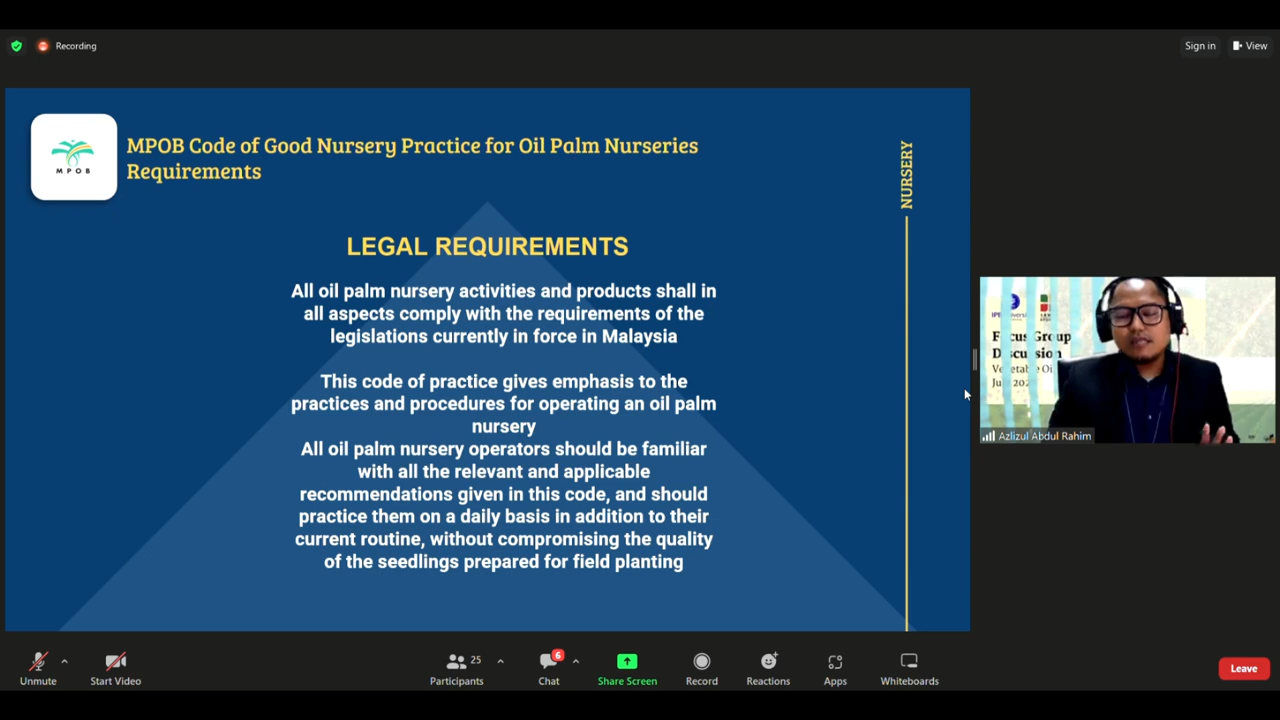 Recording
Sign in
View
MPOB
MPOB Code of Good Nursery Practice for Oil Palm Nurseries
Requirements
NURSERY
LEGAL REQUIREMENTS
All oil palm nursery activities and products shall in
all aspects comply with the requirements of the
legislations currently in force in Malaysia
This code of practice gives emphasis to the
practices and procedures for operating an oil palm
nursery
All oil palm nursery operators should be familiar
with all the relevant and applicable
recommendations given in this code, and should
practice them on a daily basis in addition to their
current routine, without compromising the quality
of the seedlings prepared for field planting
Focus Group
Discussion
Azlizul Abdul Rahim
Unmute
Start Video
25
Participants
6
Chat
Share Screen
Record
Reactions
Apps
Whiteboards
Leave